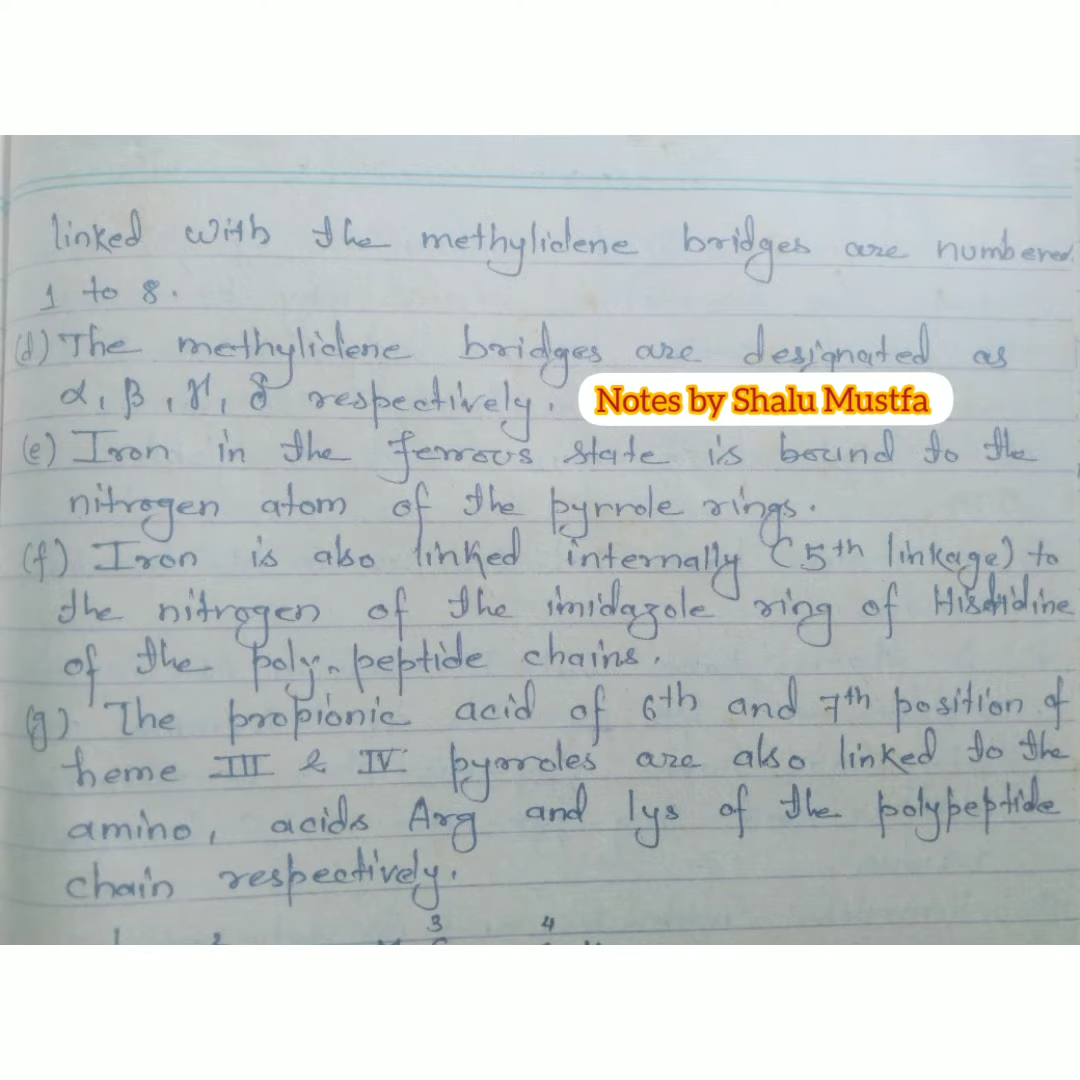 linked with the methylidene bridges are numbered
1 to 8.
(d) The methylidene bridges are designated as
α, β, γ, δ respectively.
Notes by Shalu Mustfa
(e) Iron in the ferrous state is bound to the
nitrogen atom of the pyrrole rings.
(f) Iron is also linked internally (5th linkage) to
the nitrogen of the imidazole ring of Histidine
of the poly-peptide chains.
(g) The propionic acid of 6th and 7th position of
heme III & IV pyrroles are also linked to the
amino, acids Arg and lys of the polypeptide
chain respectively.
3 4
1 2